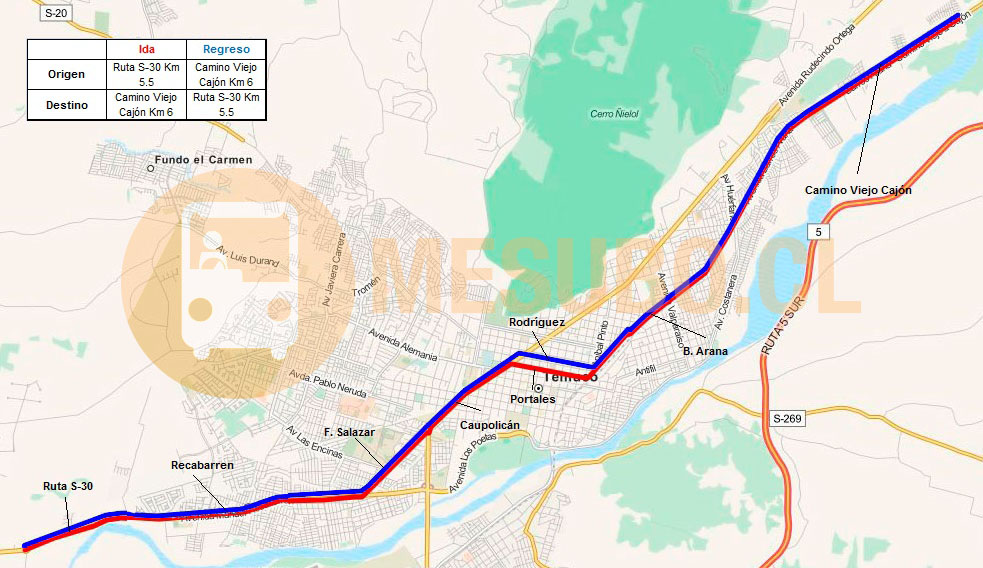 S-20
Ida
Regreso
Origen
Ruta S-30 Km
5.5
Camino Viejo
Cajón Km 6
Destino
Camino Viejo
Cajón Km 6
Ruta S-30 Km
5.5
Avenida Rudecindo Ortega
Cerro Ñielol
Fundo el Carmen
Camino Viejo Cajón
5
Av. Luis Durand
Av Javiera Carrera
Tromén
MESUBO.CL
Av. Costanera
RUTA 5 SUR
Rodríguez
Avenida Valparaíso
B. Arana
Avenida Alemania
Temuco
Antifil
Avda. Pablo Neruda
Portales
S-269
Caupolicán
F. Salazar
Av Las Encinas
Avenida Los Poetas
Recabarren
Ruta S-30